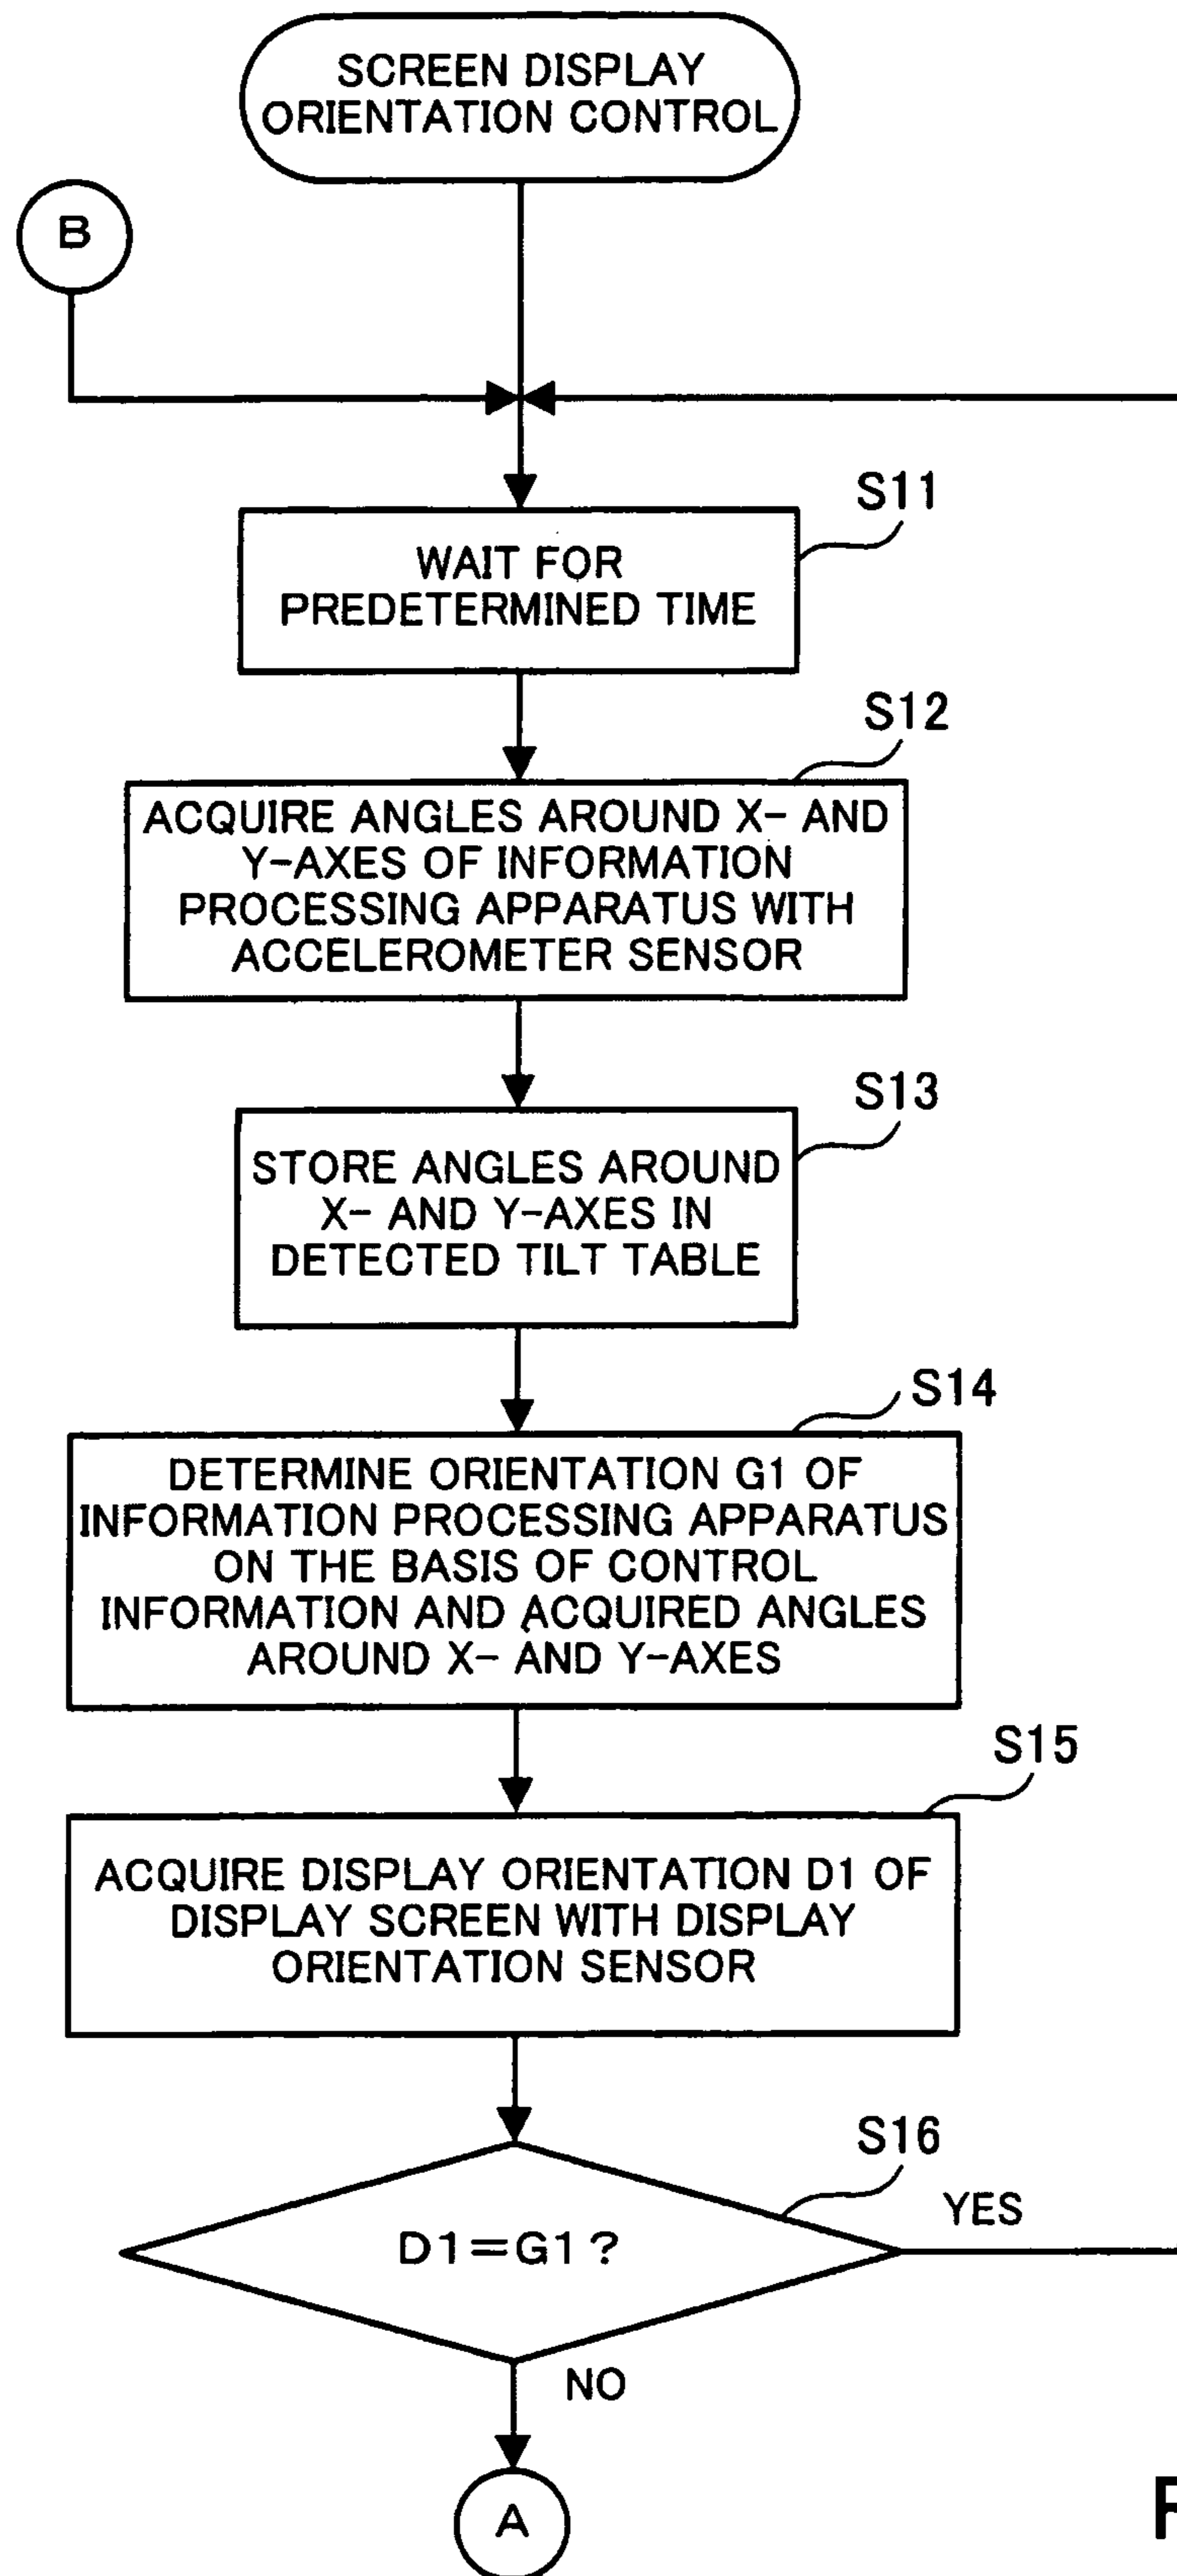 SCREEN DISPLAY
ORIENTATION CONTROL
B
S11
WAIT FOR
PREDETERMINED TIME
S12
ACQUIRE ANGLES AROUND X- AND
Y-AXES OF INFORMATION
PROCESSING APPARATUS WITH
ACCELEROMETER SENSOR
S13
STORE ANGLES AROUND
X- AND Y-AXES IN
DETECTED TILT TABLE
S14
DETERMINE ORIENTATION G1 OF
INFORMATION PROCESSING APPARATUS
ON THE BASIS OF CONTROL
INFORMATION AND ACQUIRED ANGLES
AROUND X- AND Y-AXES
S15
ACQUIRE DISPLAY ORIENTATION D1 OF
DISPLAY SCREEN WITH DISPLAY
ORIENTATION SENSOR
S16
D1=G1?
YES
NO
A